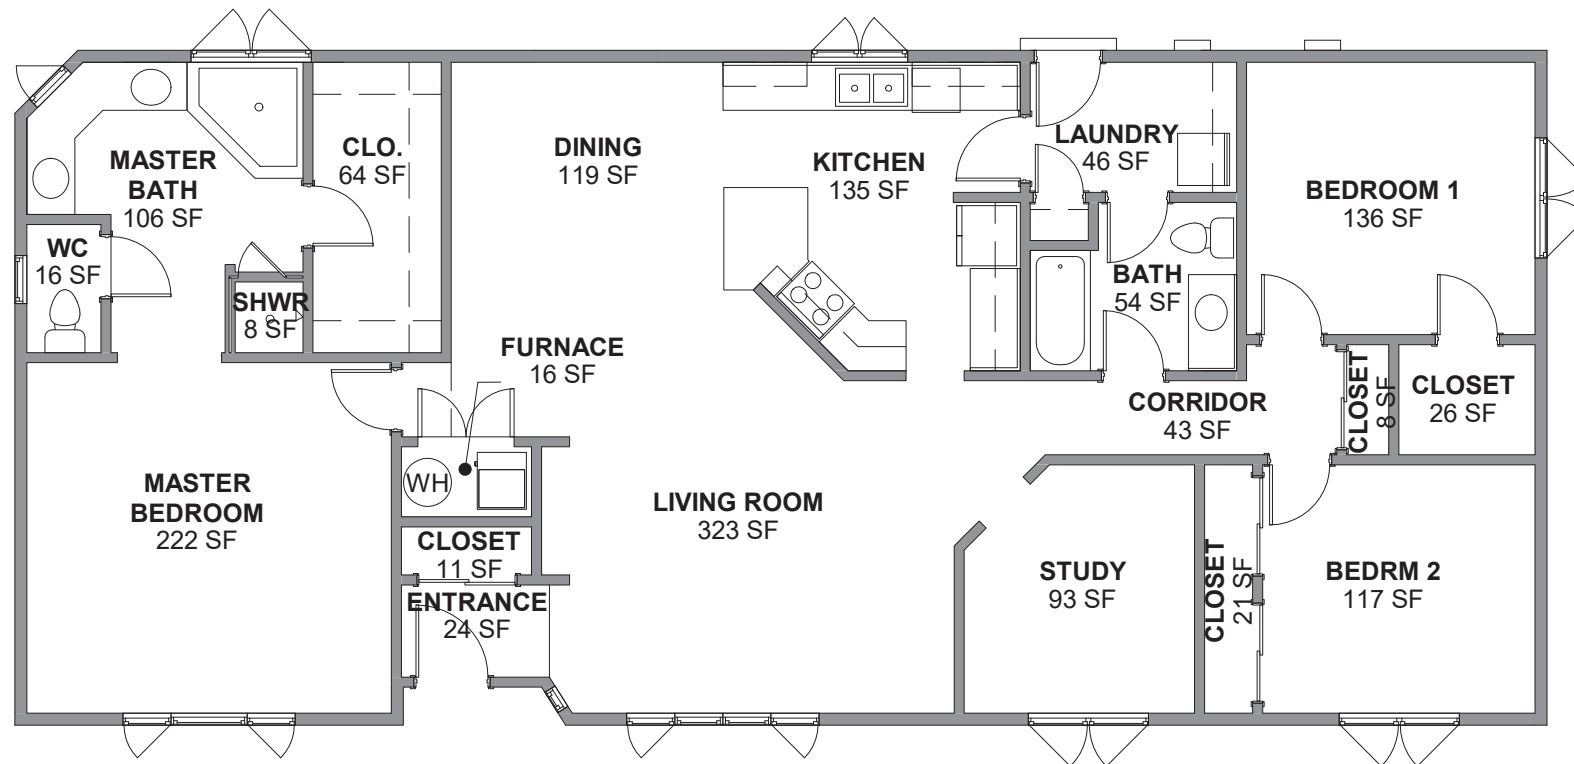 MASTER
BATH
106 SF
CLO.
64 SF
DINING
119 SF
KITCHEN
135 SF
LAUNDRY
46 SF
BEDROOM 1
136 SF
WC
16 SF
SHWR
8 SF
BATH
54 SF
FURNACE
16 SF
CORRIDOR
43 SF
CLOSET
8 SF
CLOSET
26 SF
MASTER
BEDROOM
222 SF
WH
LIVING ROOM
323 SF
CLOSET
11 SF
ENTRANCE
24 SF
STUDY
93 SF
CLOSET
21 SF
BEDRM 2
117 SF